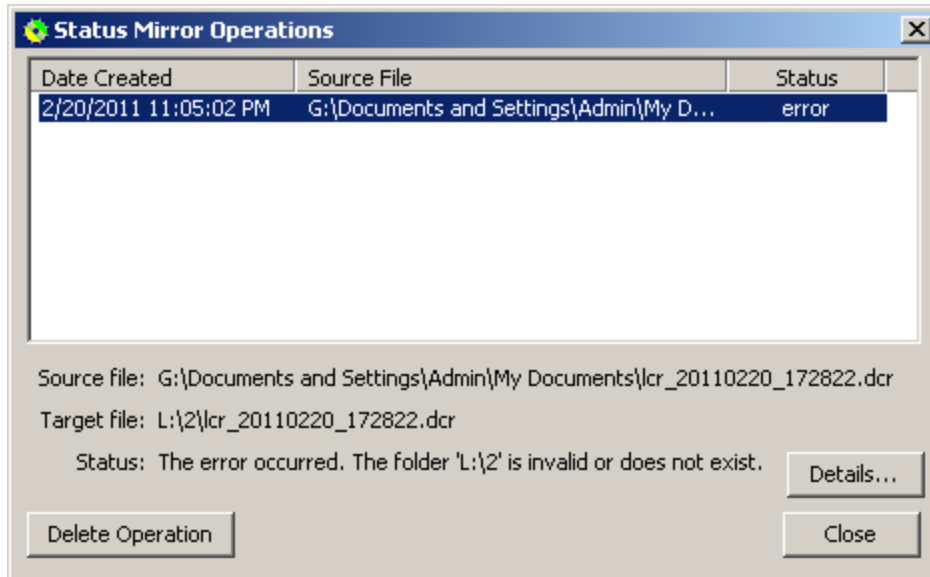 Status Mirror Operations
Date Created Source File Status
2/20/2011 11:05:02 PM G:\Documents and Settings\Admin\My D... error
Source file: G:\Documents and Settings\Admin\My Documents\lcr_20110220_172822.dcr
Target file: L:\2\lcr_20110220_172822.dcr
Status: The error occurred. The folder 'L:\2' is invalid or does not exist.
Details...
Delete Operation Close